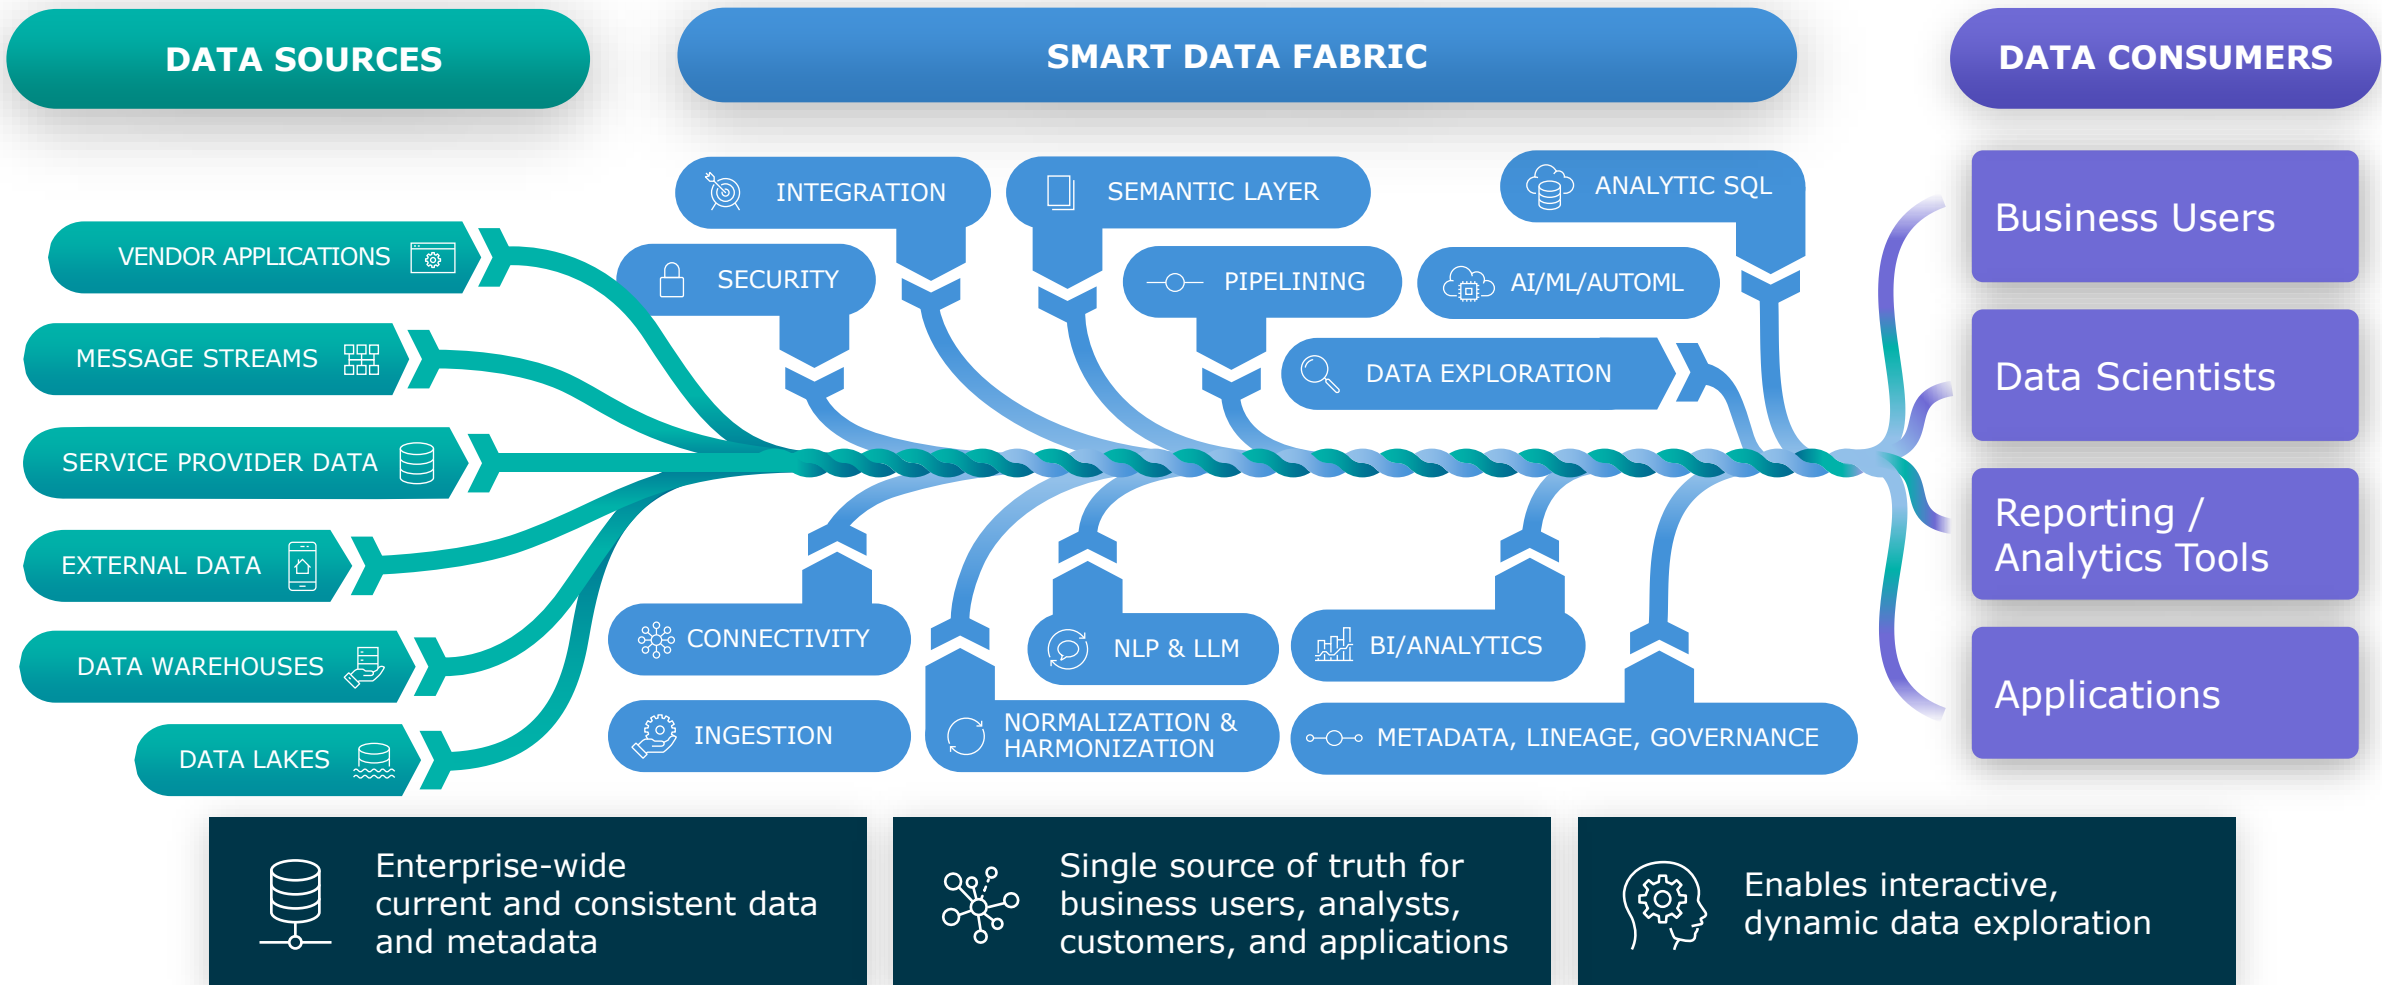 DATA SOURCES
SMART DATA FABRIC
DATA CONSUMERS
VENDOR APPLICATIONS
MESSAGE STREAMS
SERVICE PROVIDER DATA
EXTERNAL DATA
DATA WAREHOUSES
DATA LAKES
INTEGRATION
SEMANTIC LAYER
ANALYTIC SQL
SECURITY
PIPELINING
AI/ML/AUTOML
DATA EXPLORATION
CONNECTIVITY
NLP & LLM
BI/ANALYTICS
INGESTION
NORMALIZATION &
HARMONIZATION
METADATA, LINEAGE, GOVERNANCE
Business Users
Data Scientists
Reporting /
Analytics Tools
Applications
Enterprise-wide
current and consistent data
and metadata
Single source of truth for
business users, analysts,
customers, and applications
Enables interactive,
dynamic data exploration